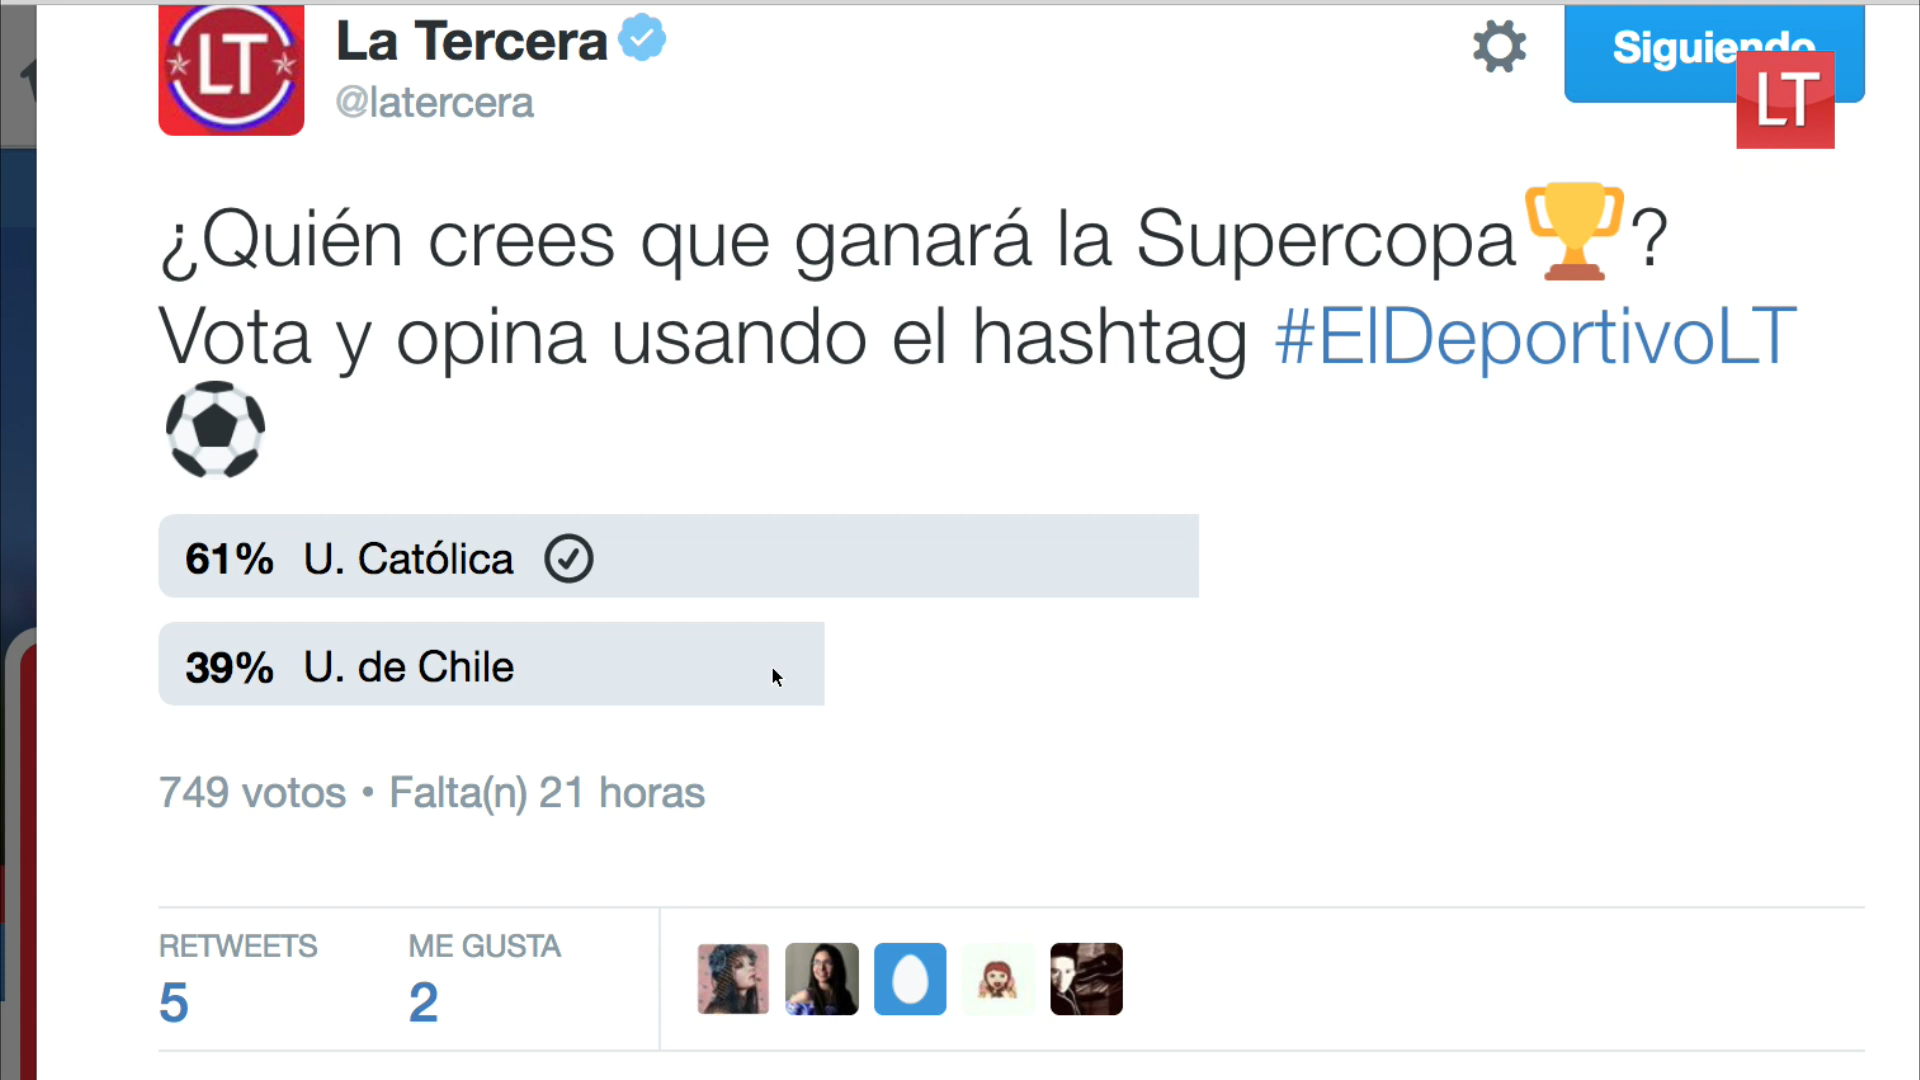 LT
La Tercera
@latercera
Siguiendo
LT
¿Quién crees que ganará la Supercopa🏆?
Vota y opina usando el hashtag #ElDeportivoLT
⚽
61% U. Católica
39% U. de Chile
749 votos • Falta(n) 21 horas
RETWEETS ME GUSTA
5 2